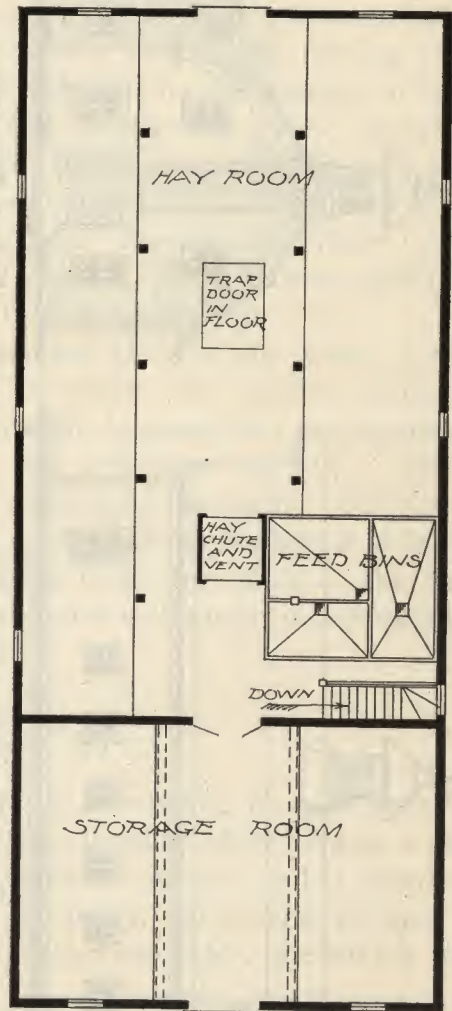 HAY ROOM
TRAP
DOOR
IN
FLOOR
HAY
CHUTE
AND
VENT
FEED BINS
DOWN
STORAGE ROOM